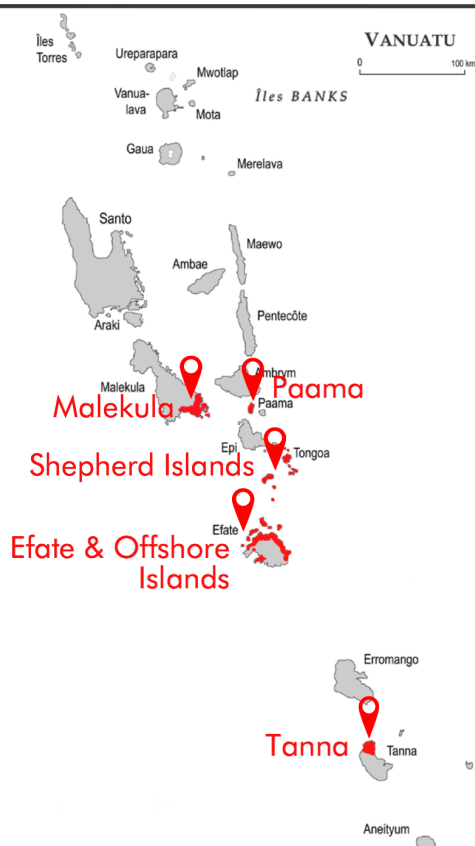 VANUATU
0
100 km
Îles
Torres
Ureparapara
Mwotlap
Vanua-
lava
Îles BANKS
Mota
Gaua
Merelava
Santo
Maewo
Ambae
Pentecôte
Araki
Ambrym
Malekula
Paama
Malekula
Paama
Epi
Tongoa
Shepherd Islands
Efate
Efate & Offshore
Islands
Erromango
Tanna
Tanna
Aneityum